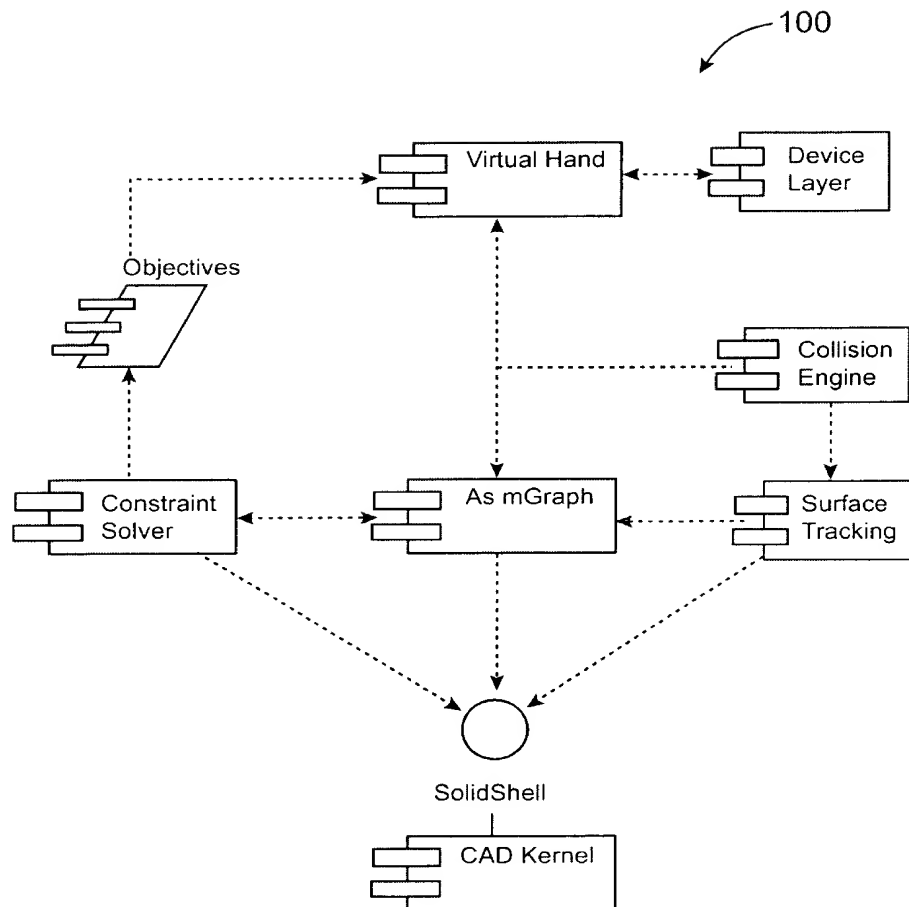 100
Virtual Hand
Device
Layer
Objectives
Collision
Engine
Constraint
Solver
As mGraph
Surface
Tracking
SolidShell
CAD Kernel